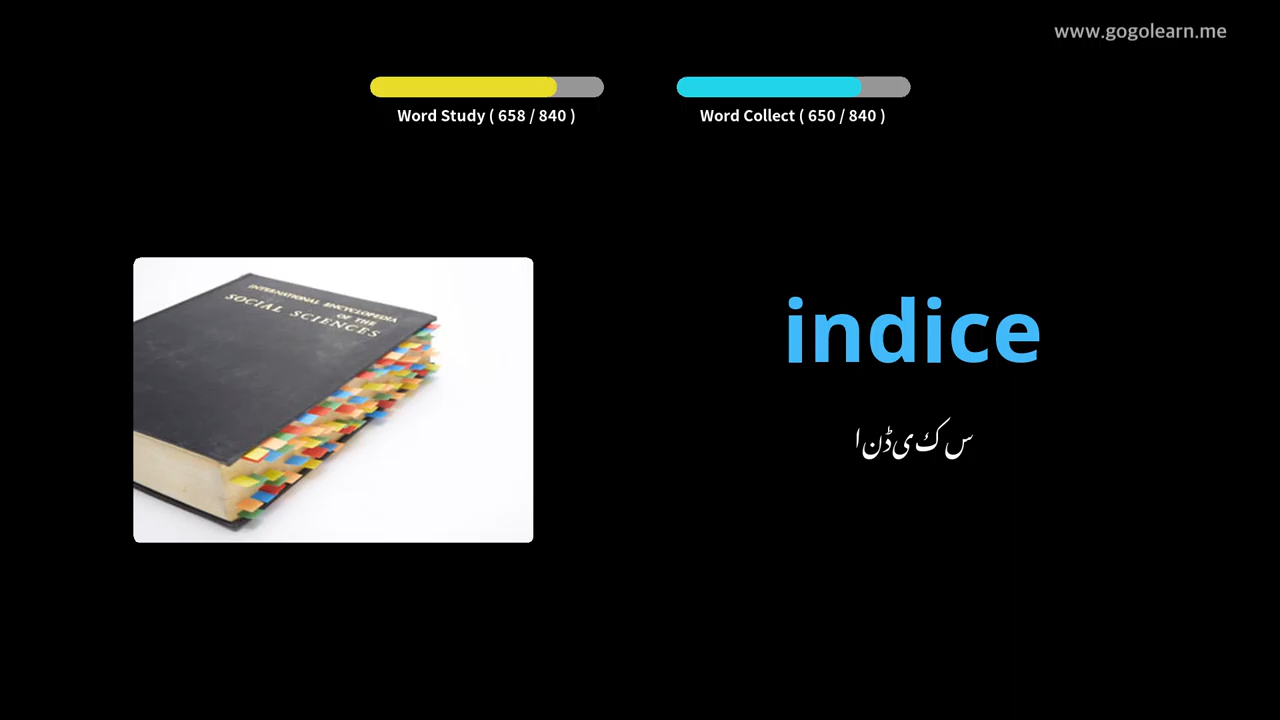 www.gogolearn.me
Word Study ( 658 / 840 )
Word Collect ( 650 / 840 )
INTERNATIONAL ENCYCLOPEDIA
OF THE
SOCIAL SCIENCES
indice
س ک ی ڈ ن ا